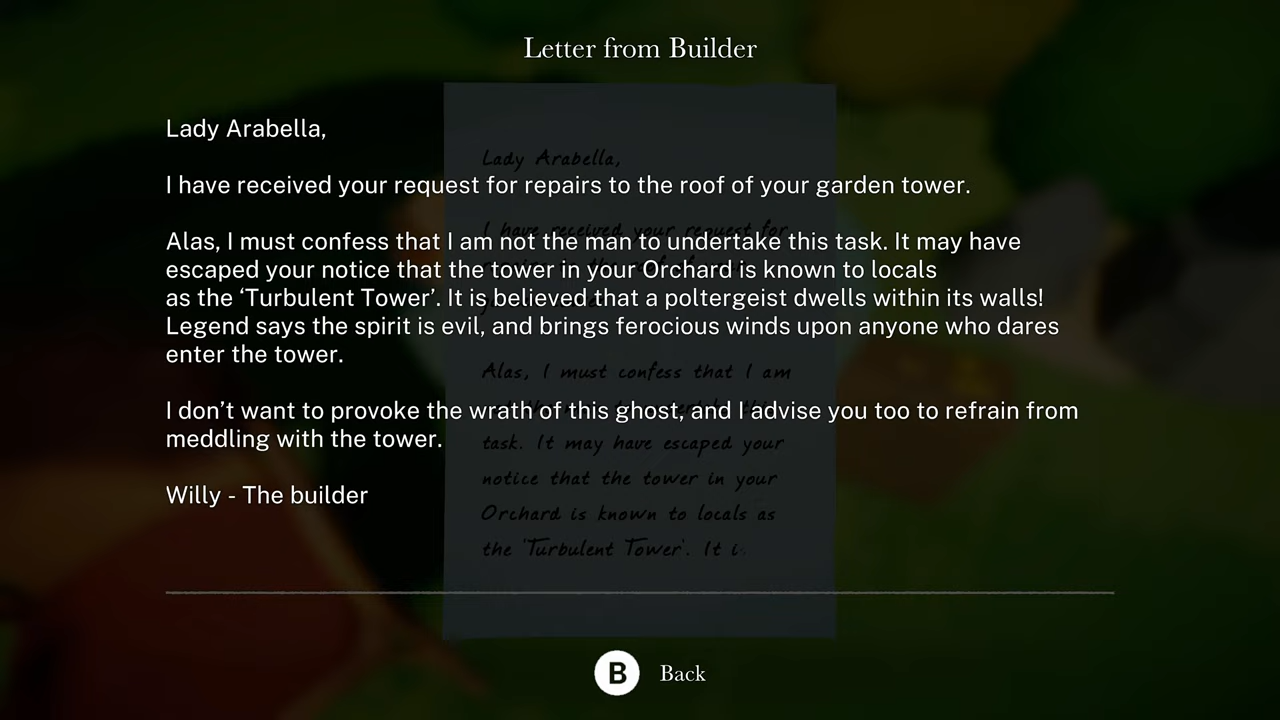 Letter from Builder
Lady Arabella,
I have received your request for repairs to the roof of your garden tower.
Alas, I must confess that I am not the man to undertake this task. It may have
escaped your notice that the tower in your Orchard is known to locals
as the ‘Turbulent Tower’. It is believed that a poltergeist dwells within its walls!
Legend says the spirit is evil, and brings ferocious winds upon anyone who dares
enter the tower.
I don’t want to provoke the wrath of this ghost, and I advise you too to refrain from
meddling with the tower.
Willy - The builder
Lady Arabella,
I have received your request for
Alas, I must confess that I am
task. It may have escaped your
notice that the tower in your
Orchard is known to locals as
the 'Turbulent Tower'. It i
B Back